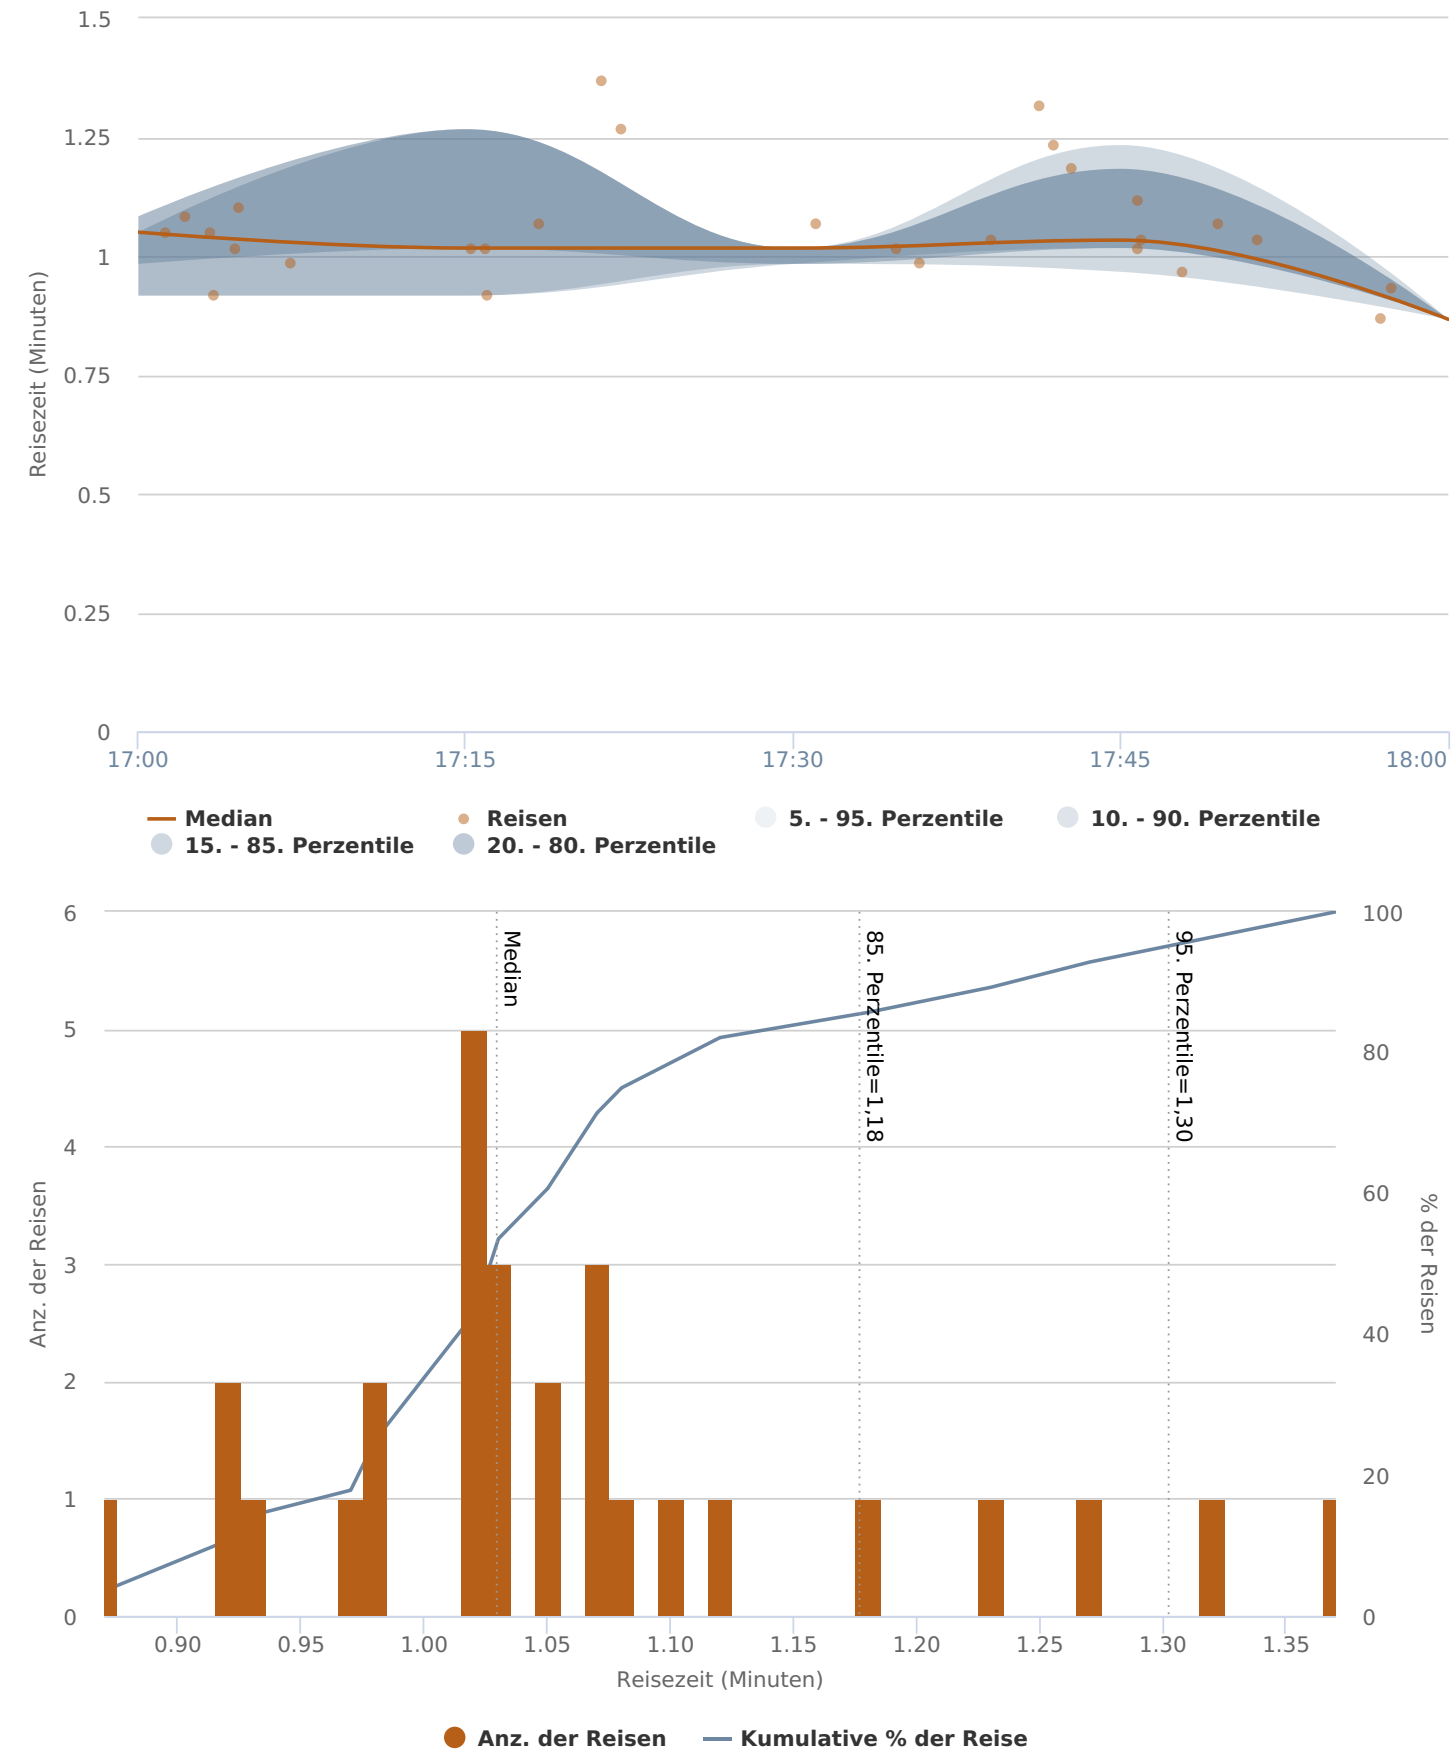 1.5
1.25
1
0.75
0.5
0.25
0
Reisezeit (Minuten)
17:00 17:15 17:30 17:45 18:00
Median Reisen 5. - 95. Perzentile 10. - 90. Perzentile
15. - 85. Perzentile 20. - 80. Perzentile
6
5
4
3
2
1
0
Anz. der Reisen
Median
85. Perzentile=1,18
95. Perzentile=1,30
100
80
60
40
20
0
% der Reisen
0.90 0.95 1.00 1.05 1.10 1.15 1.20 1.25 1.30 1.35
Reisezeit (Minuten)
Anz. der Reisen Kumulative % der Reise